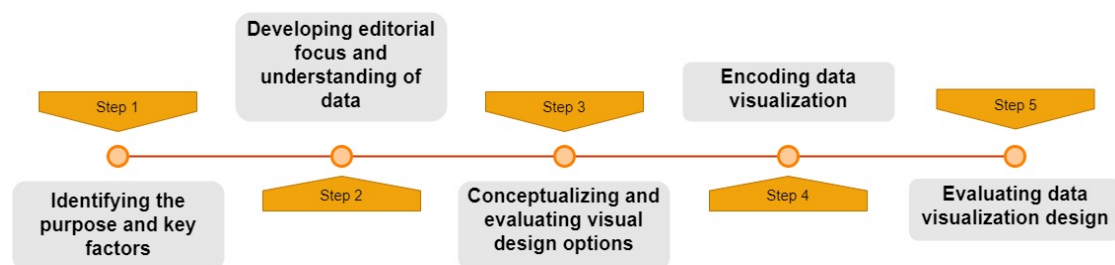 Step 1
Identifying the
purpose and key
factors
Developing editorial
focus and
understanding of
data
Step 2
Step 3
Conceptualizing and
evaluating visual
design options
Encoding data
visualization
Step 4
Step 5
Evaluating data
visualization design